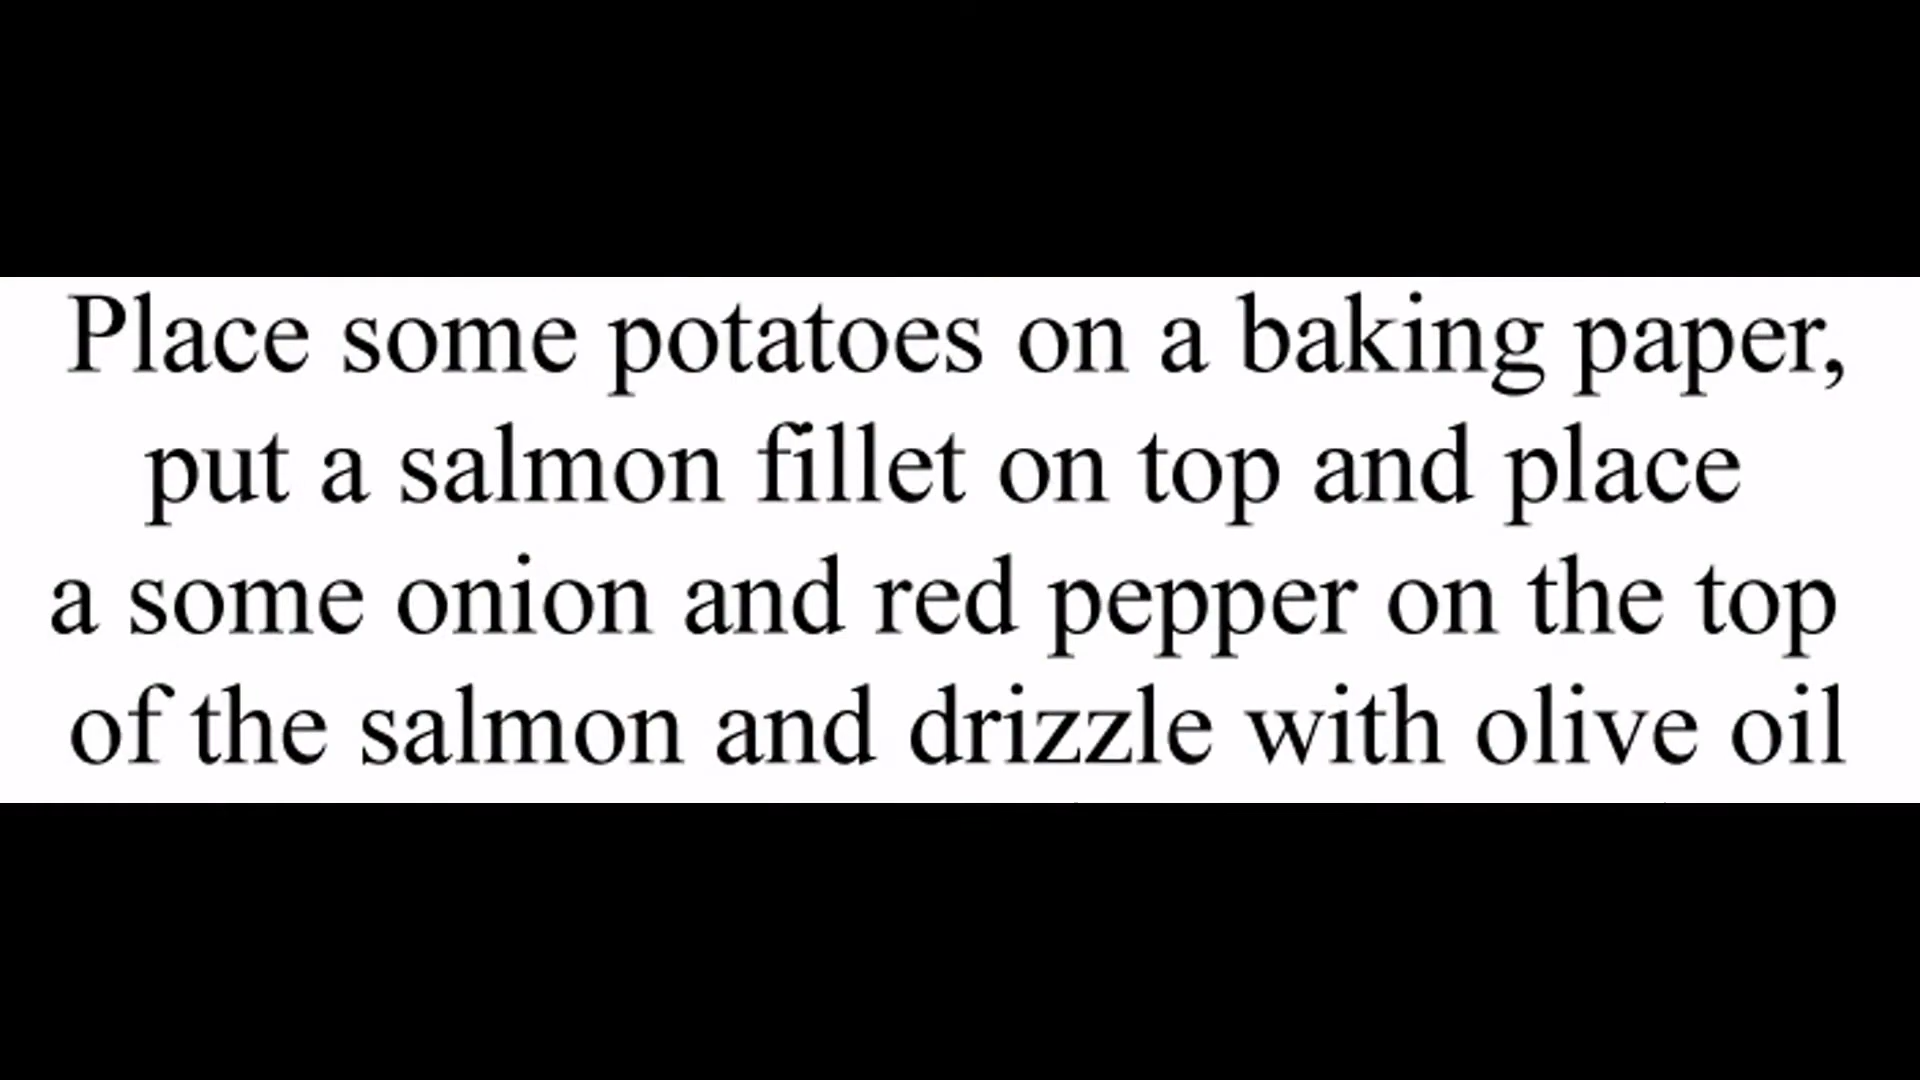 Place some potatoes on a baking paper,
put a salmon fillet on top and place
a some onion and red pepper on the top
of the salmon and drizzle with olive oil